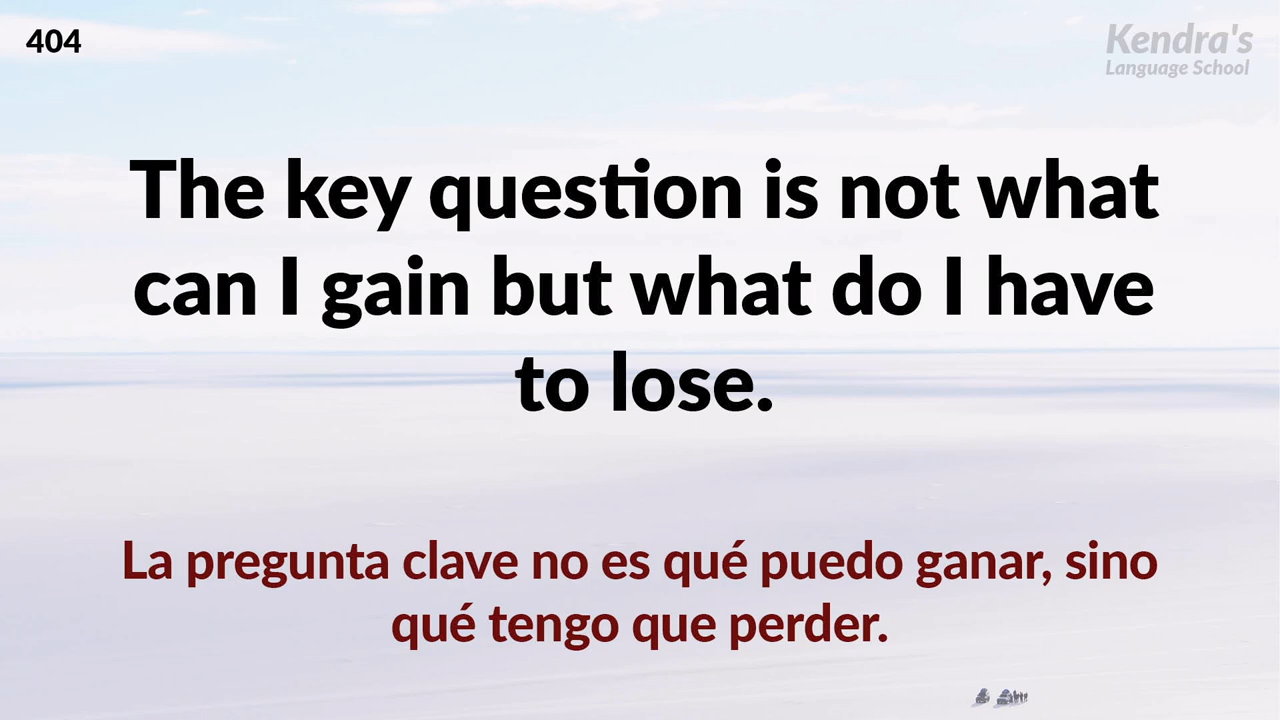 404
Kendra's
Language School
The key question is not what
can I gain but what do I have
to lose.
La pregunta clave no es qué puedo ganar, sino
qué tengo que perder.